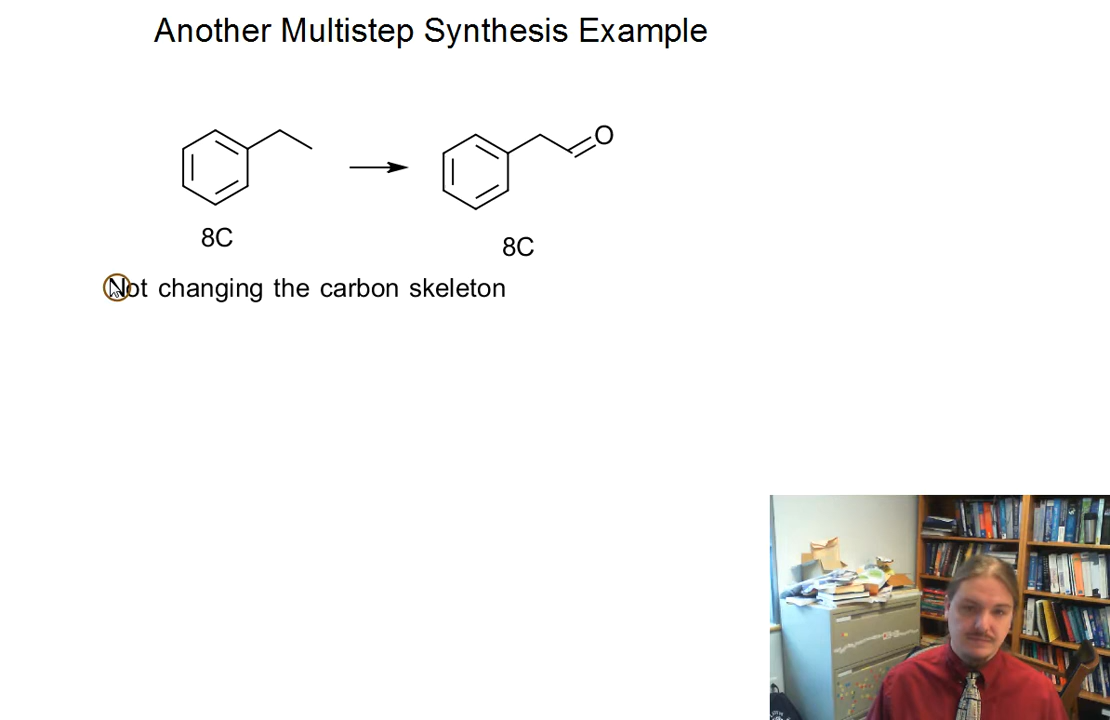 Another Multistep Synthesis Example
O
8C
8C
Not changing the carbon skeleton